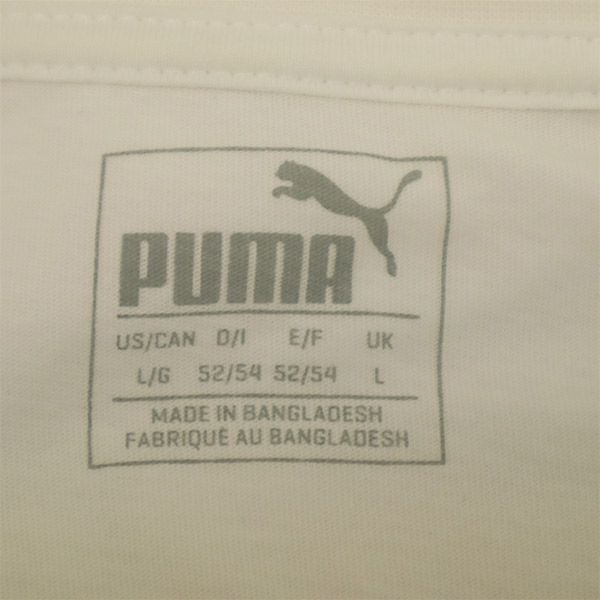 PUMA
US/CAN D/I E/F UK
L/G 52/54 52/54 L
MADE IN BANGLADESH
FABRIQUÉ AU BANGLADESH